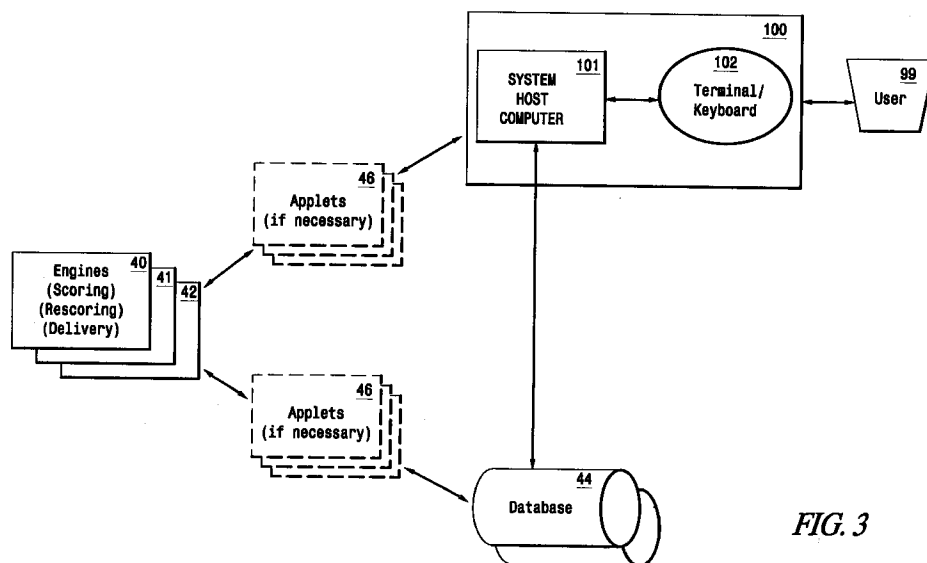 100
101
SYSTEM
HOST
COMPUTER
102
Terminal/
Keyboard
99
User
46
Applets
(if necessary)
40
41
42
Engines
(Scoring)
(Rescoring)
(Delivery)
46
Applets
(if necessary)
44
Database
FIG. 3